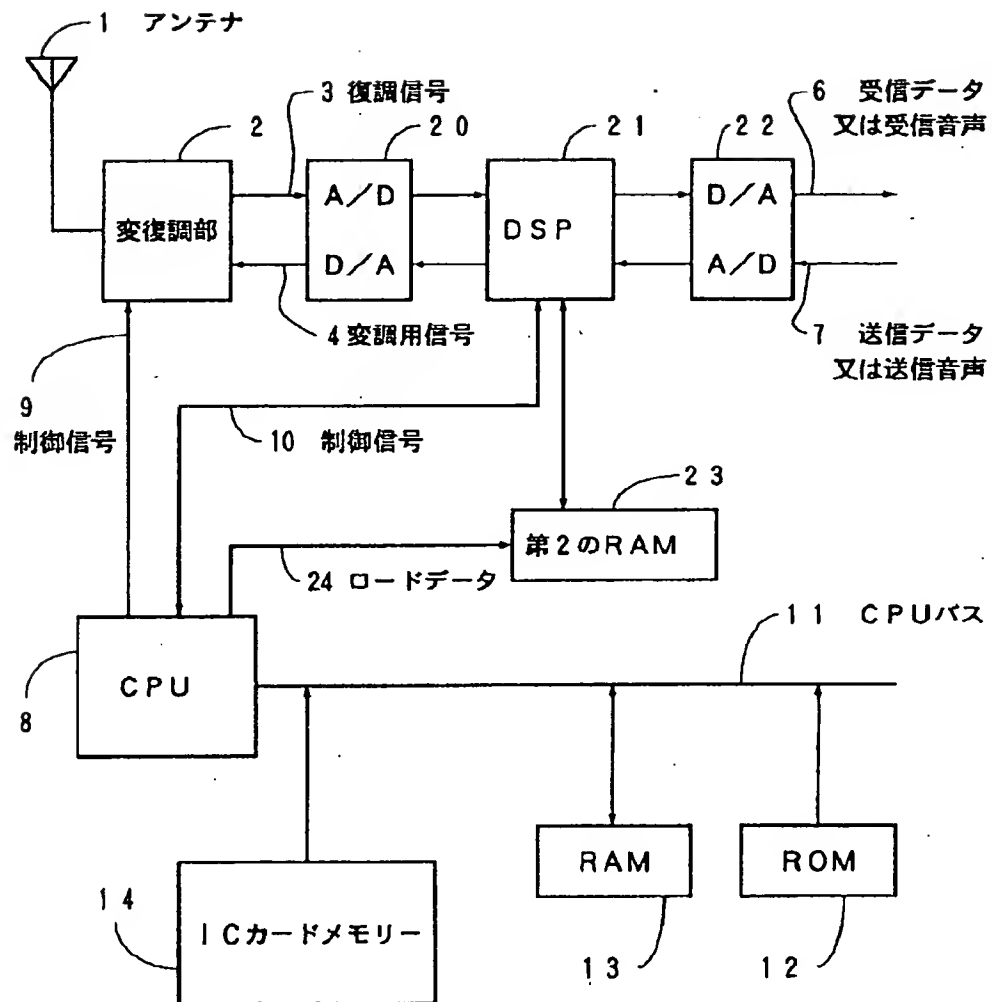 1 アンテナ
3 復調信号
6 受信データ
又は受信音声
2
20
21
22
変復調部
A/D
D/A
DSP
D/A
A/D
4変調用信号
7 送信データ
又は送信音声
9
制御信号
10 制御信号
23
第2のRAM
24 ロードデータ
11 CPUバス
CPU
8
RAM
ROM
14
ICカードメモリー
13
12